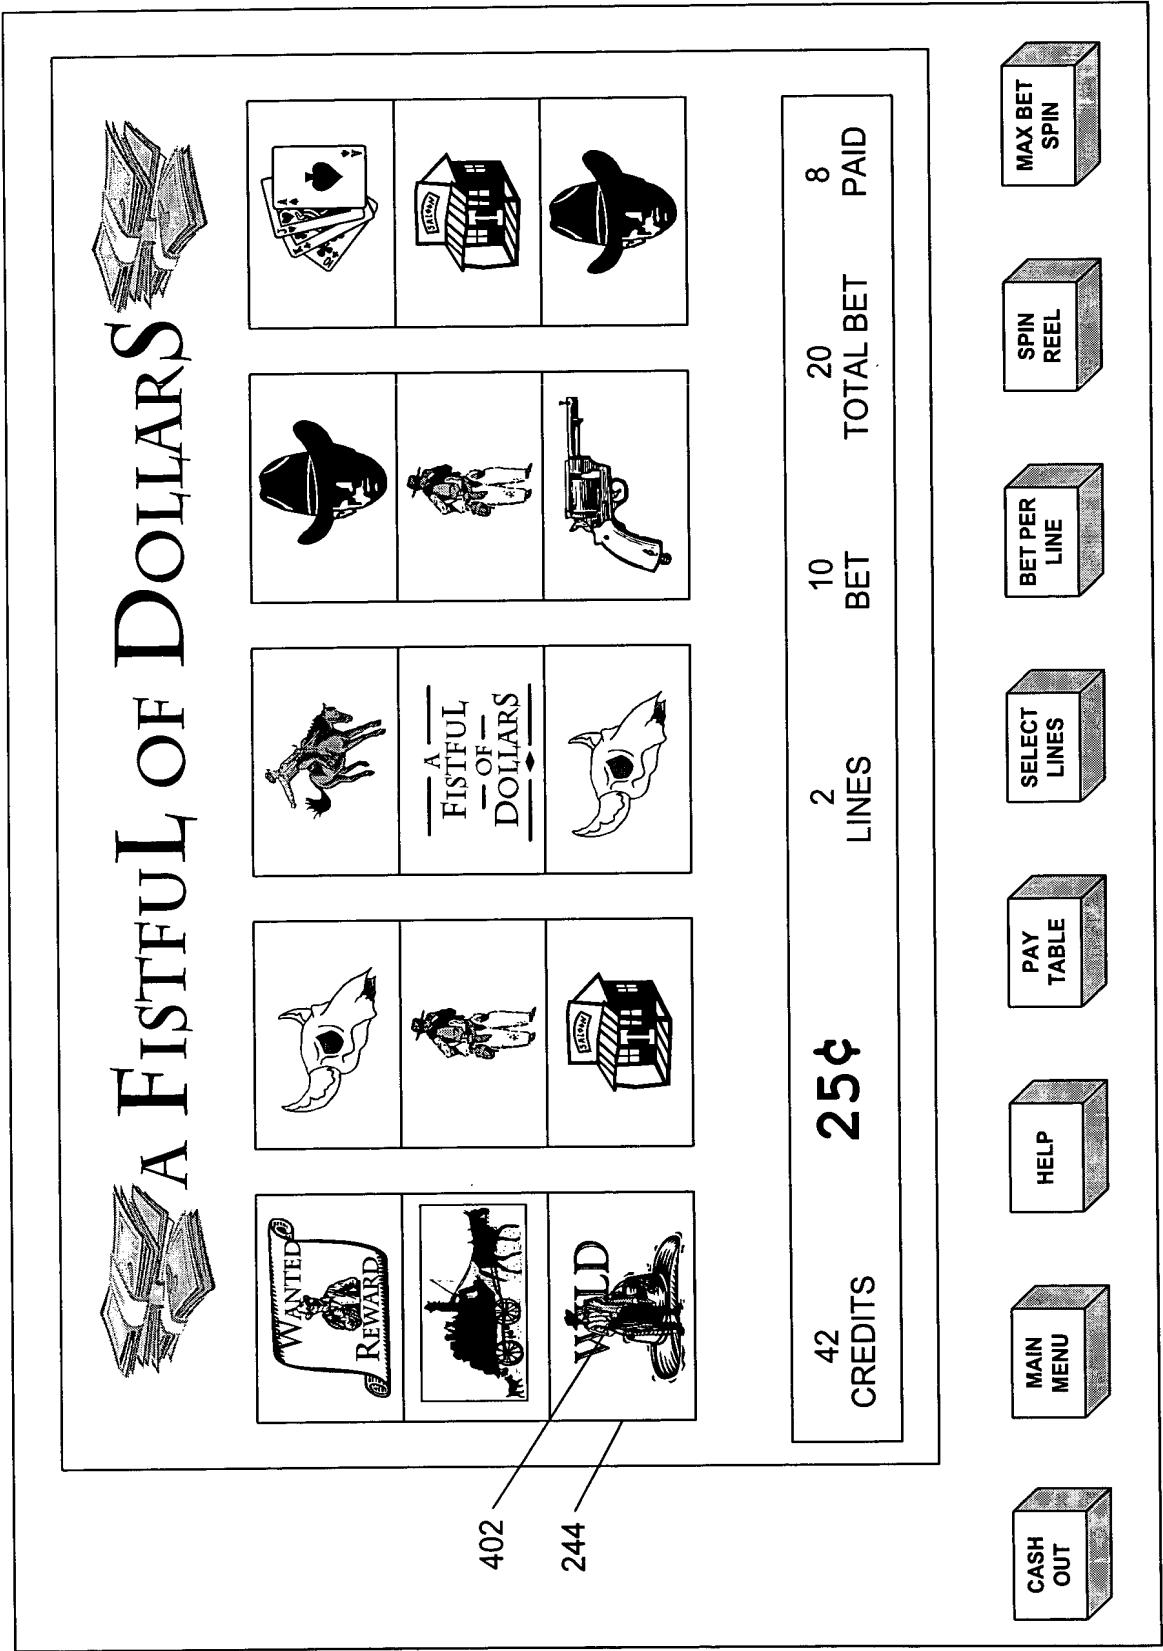 A FISTFUL OF DOLLARS
WANTED
REWARD
WILD
SALOON
A
FISTFUL
OF
DOLLARS
A
A
SALOON
402
244
42
CREDITS
25¢
2
LINES
10
BET
20
TOTAL BET
8
PAID
CASH
OUT
MAIN
MENU
HELP
PAY
TABLE
SELECT
LINES
BET PER
LINE
SPIN
REEL
MAX BET
SPIN